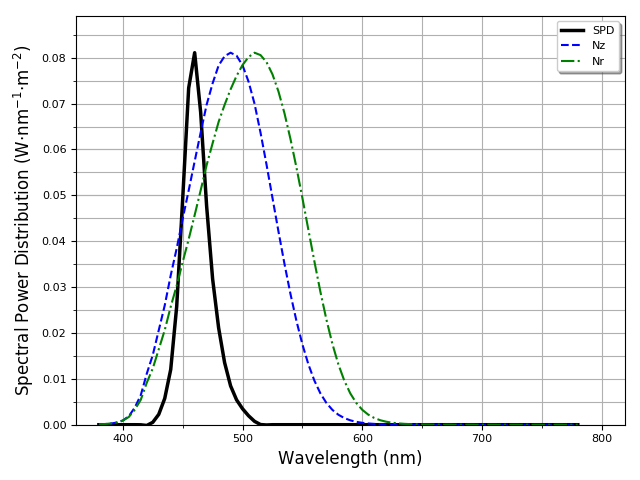 SPD
Nz
Nr
0.08
0.07
0.06
0.05
0.04
0.03
0.02
0.01
0.00
Spectral Power Distribution (W·nm⁻¹·m⁻²)
400 500 600 700 800
Wavelength (nm)